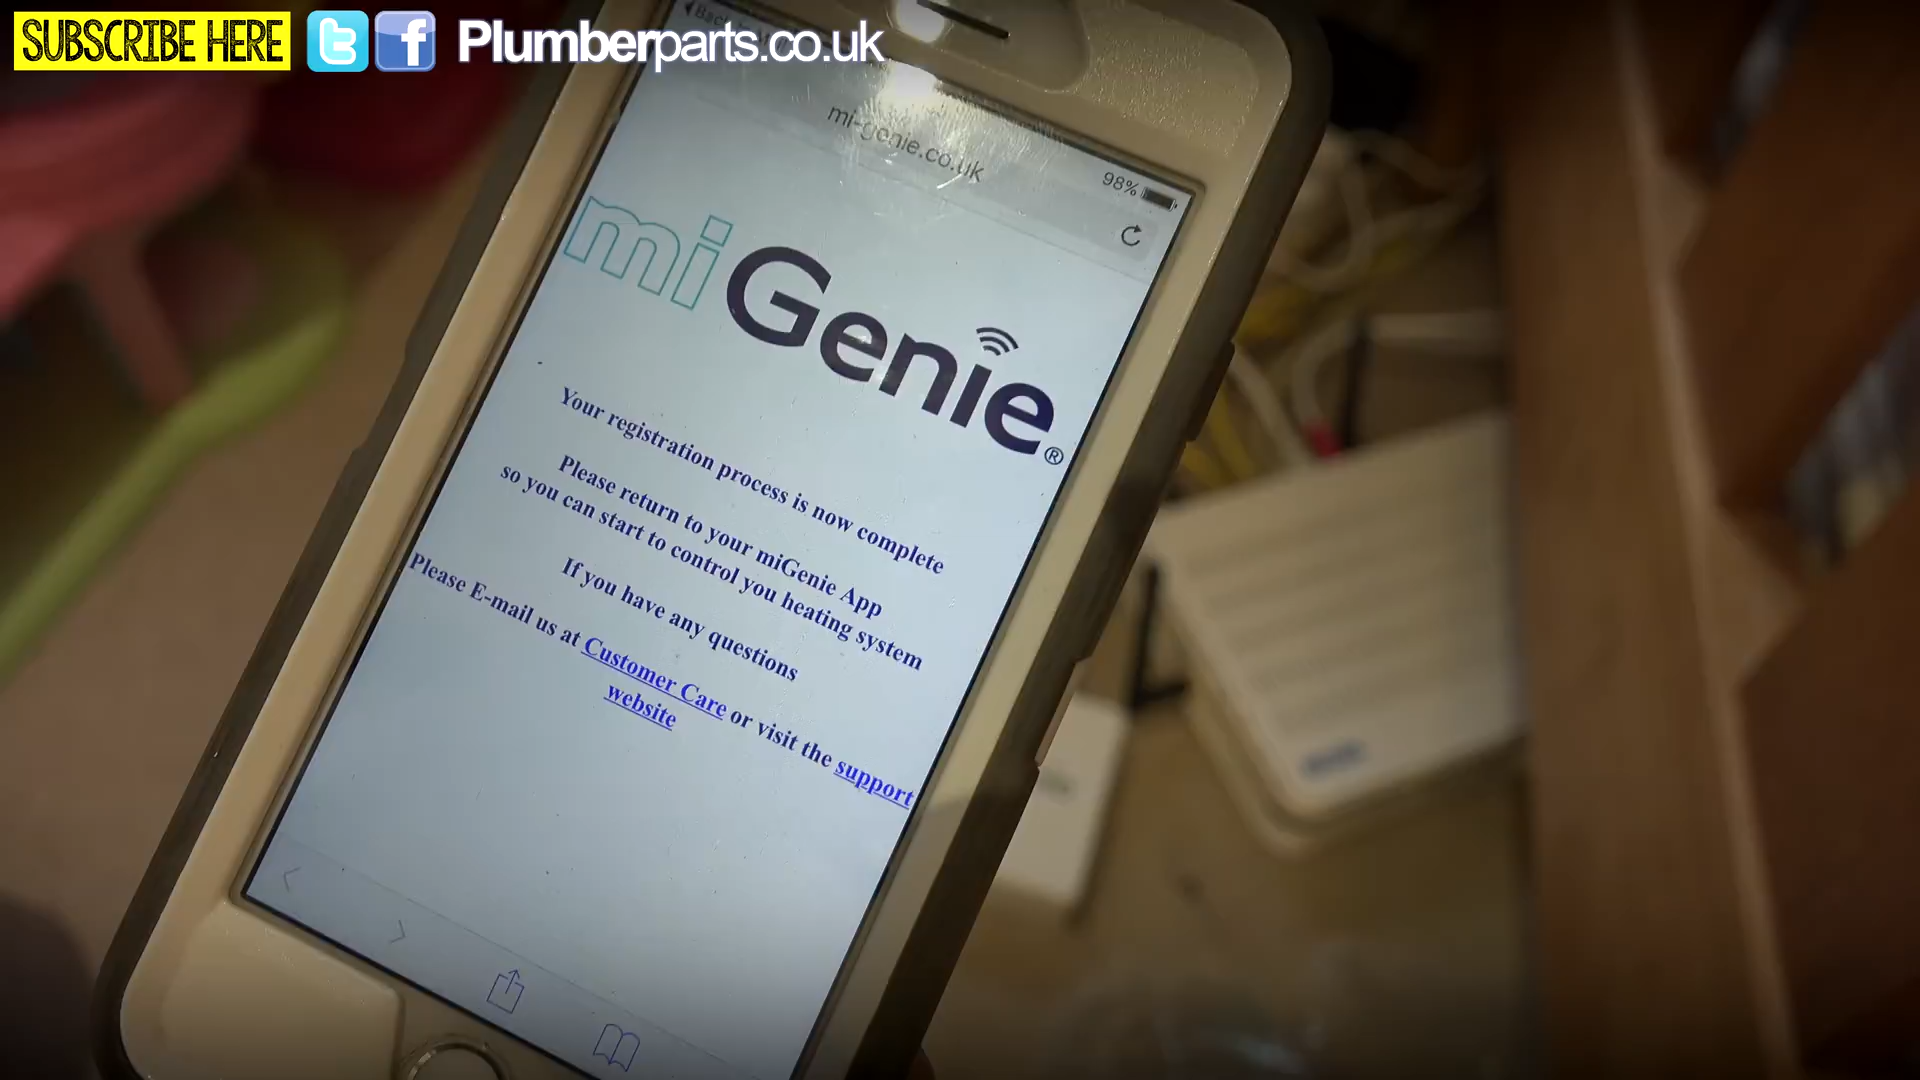 SUBSCRIBE HERE
Plumberparts.co.uk
mi-genie.co.uk
98%
mi Genie®
Your registration process is now complete
Please return to your miGenie App
so you can start to control you heating system
If you have any questions
Please E-mail us at Customer Care or visit the support
website